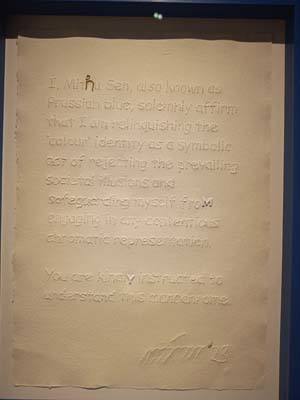 I, Mithu Sen, also known as
Prussian blue, solemnly affirm
that I am relinquishing the
'colour' identity as a symbolic
act of rejecting the prevailing
societal illusions and
safeguarding myself froM
engaging in any contentious
chromatic representation.
You are kindly instructed to
understand this monochrome.